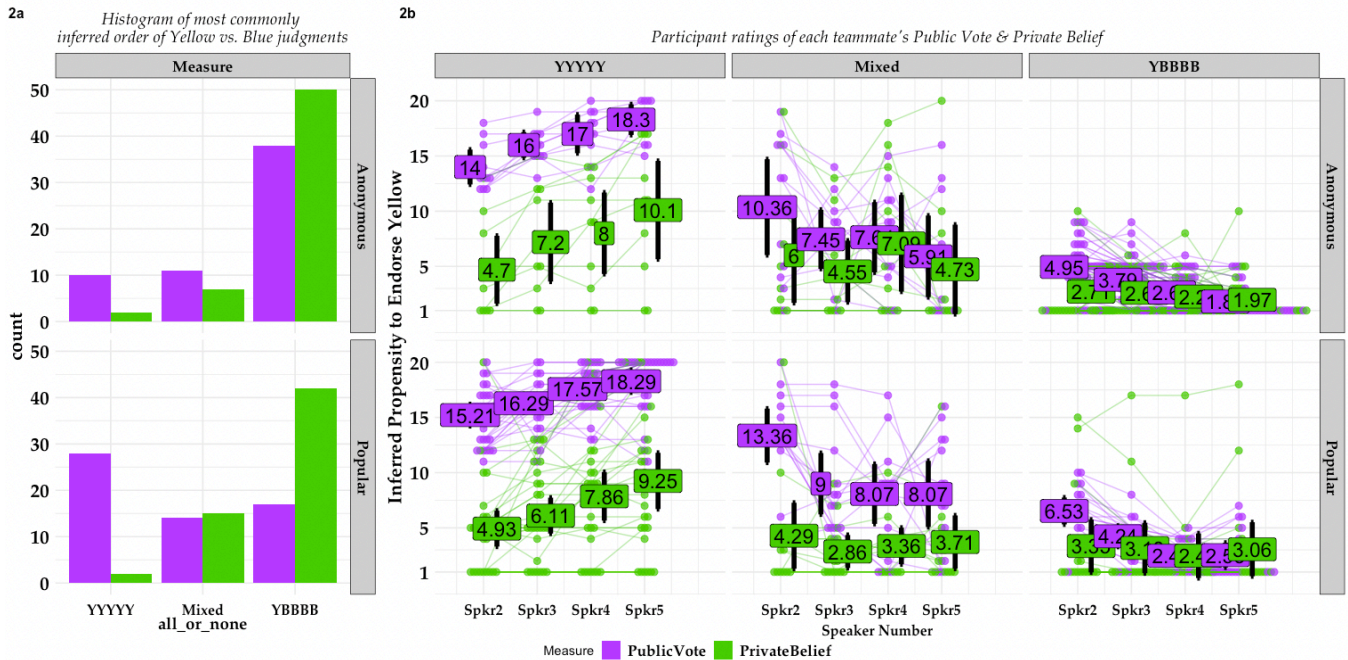 2a
Histogram of most commonly
inferred order of Yellow vs. Blue judgments
Measure
50
40
30
20
10
0
Anonymous
50
40
30
20
10
0
Popular
count
YYYYY Mixed YBBBB
all_or_none
2b
Participant ratings of each teammate's Public Vote & Private Belief
YYYYY Mixed YBBBB
Inferred Propensity to Endorse Yellow
20
15
10
5
1
14 16 17 18.3
4.7 7.2 8 10.1
10.36 7.45 5.91
6 4.55 7.09 4.73
4.95 3.79
1.97
Anonymous
20
15
10
5
1
15.21 16.29 17.57 18.29
4.93 6.11 7.86 9.25
13.36 9 8.07 8.07
4.29 2.86 3.36 3.71
6.53 4.24
3.06
Popular
Spkr2 Spkr3 Spkr4 Spkr5 Spkr2 Spkr3 Spkr4 Spkr5 Spkr2 Spkr3 Spkr4 Spkr5
Speaker Number
Measure PublicVote PrivateBelief